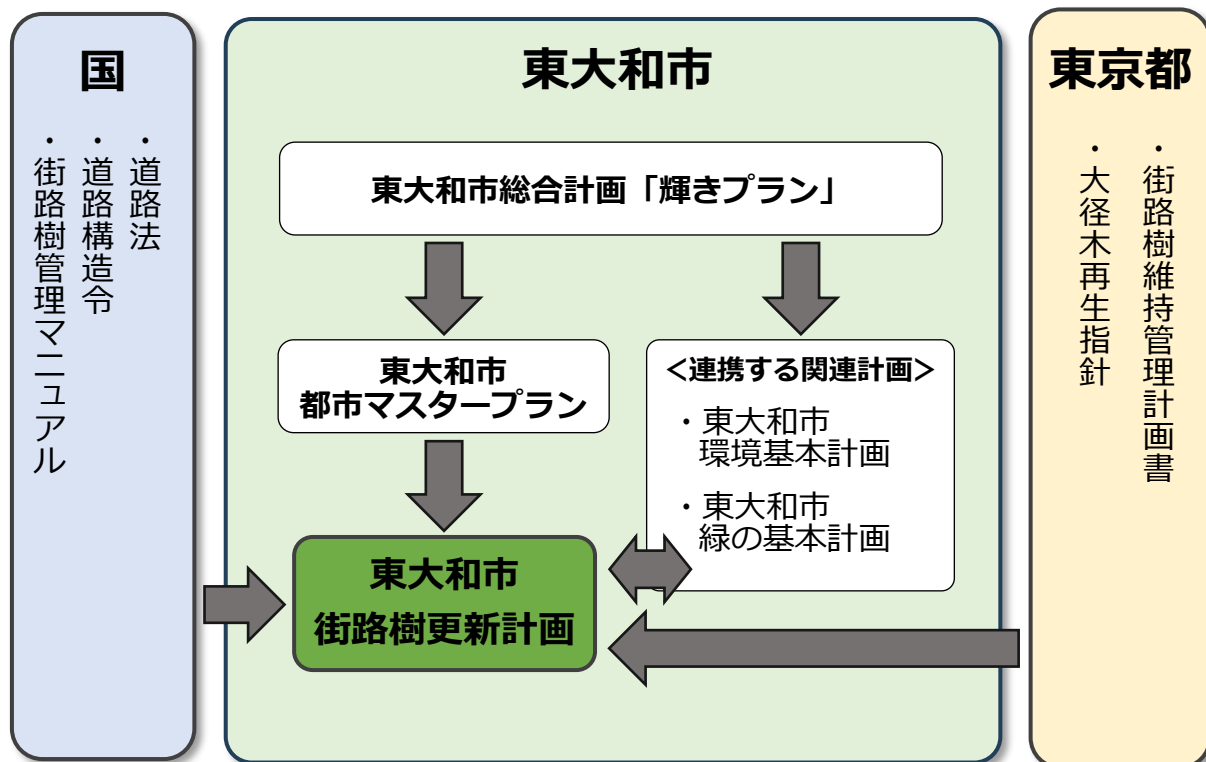 国
・道路法
・道路構造令
・街路樹管理マニュアル
東大和市
東大和市総合計画「輝きプラン」
東大和市
都市マスタープラン
<連携する関連計画>
・東大和市
環境基本計画
・東大和市
緑の基本計画
東大和市
街路樹更新計画
東京都
・街路樹維持管理計画書
・大径木再生指針